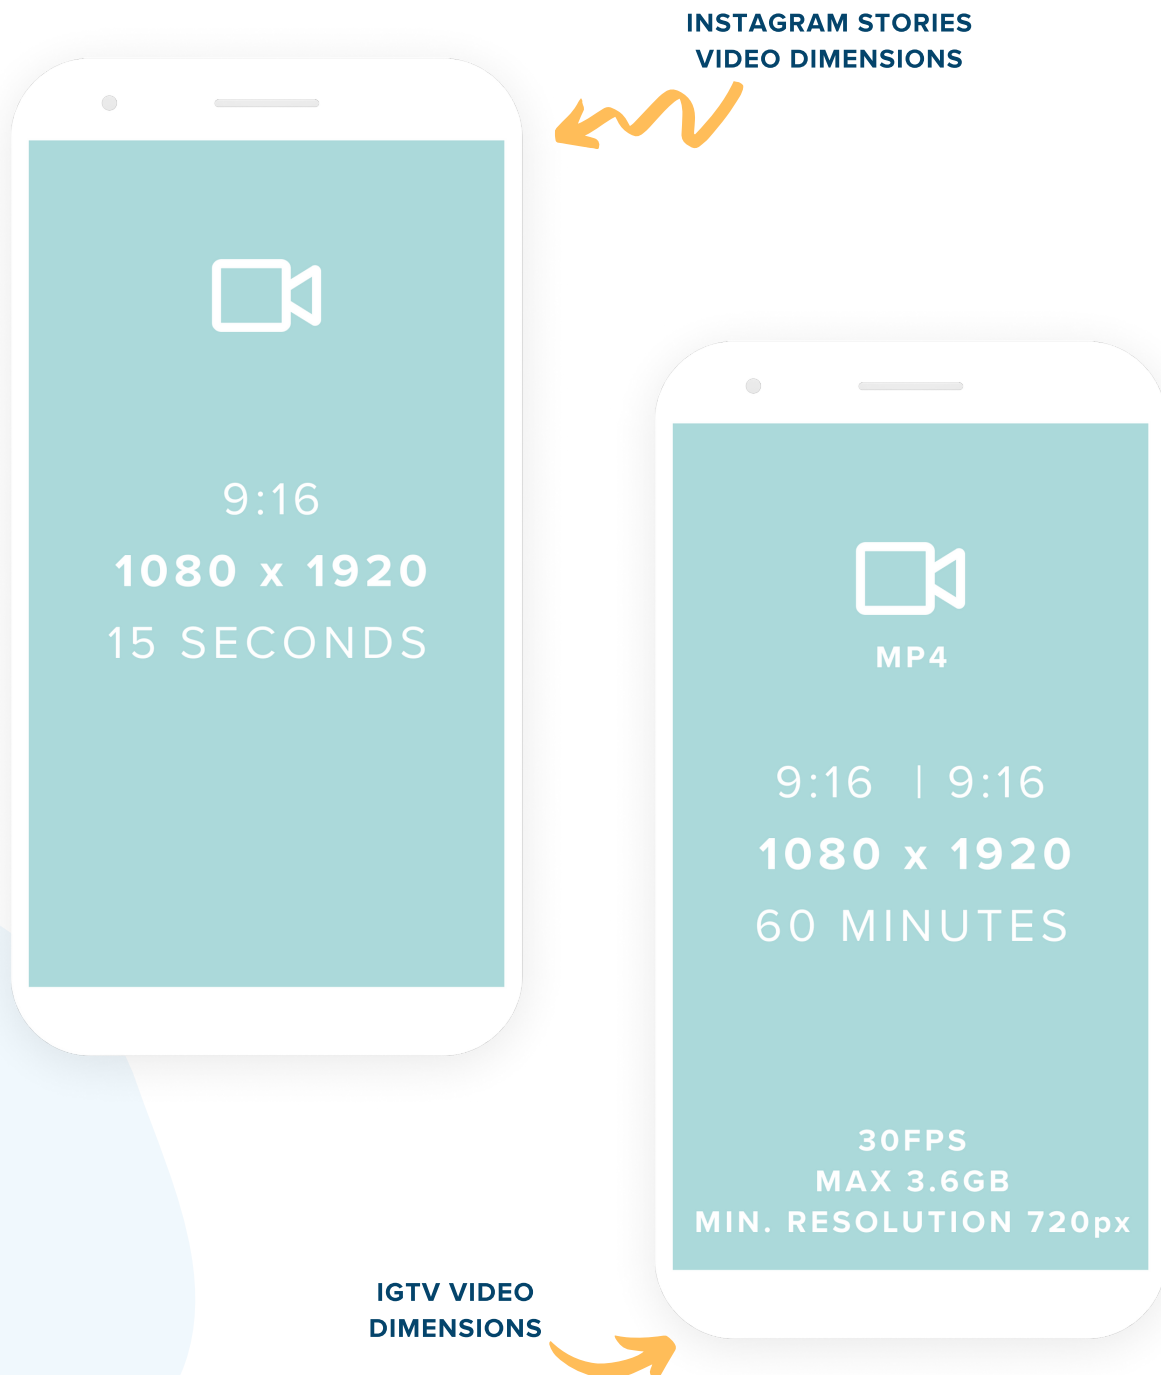 INSTAGRAM STORIES
VIDEO DIMENSIONS
9:16
1080 x 1920
15 SECONDS
MP4
9:16 | 9:16
1080 x 1920
60 MINUTES
30FPS
MAX 3.6GB
MIN. RESOLUTION 720px
IGTV VIDEO
DIMENSIONS